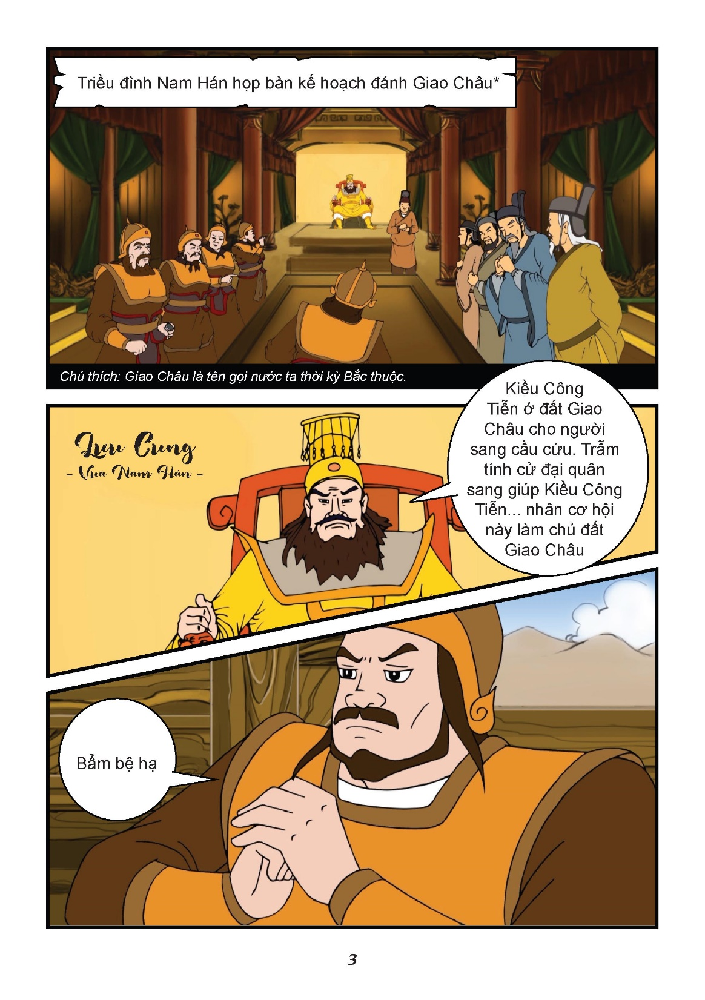 Triều đình Nam Hán họp bàn kế hoạch đánh Giao Châu*
Chú thích: Giao Châu là tên gọi nước ta thời kỳ Bắc thuộc.
Lưu Cung
- Vua Nam Hán -
Kiều Công
Tiễn ở đất Giao
Châu cho người
sang cầu cứu. Trẫm
tính cử đại quân
sang giúp Kiều Công
Tiễn... nhân cơ hội
này làm chủ đất
Giao Châu
Bẩm bệ hạ
3